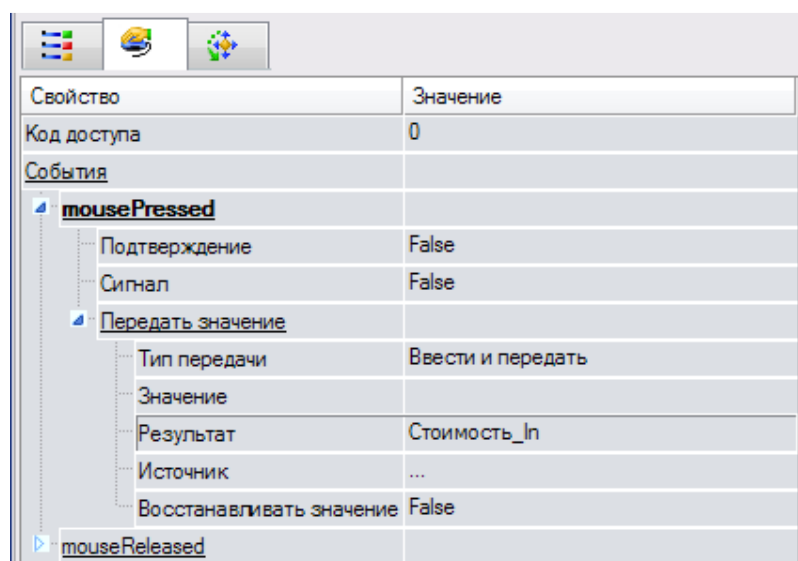 Свойство Значение
Код доступа 0
События
mousePressed
Подтверждение False
Сигнал False
Передать значение
Тип передачи Ввести и передать
Значение
Результат Стоимость_In
Источник ...
Восстанавливать значение False
mouseReleased